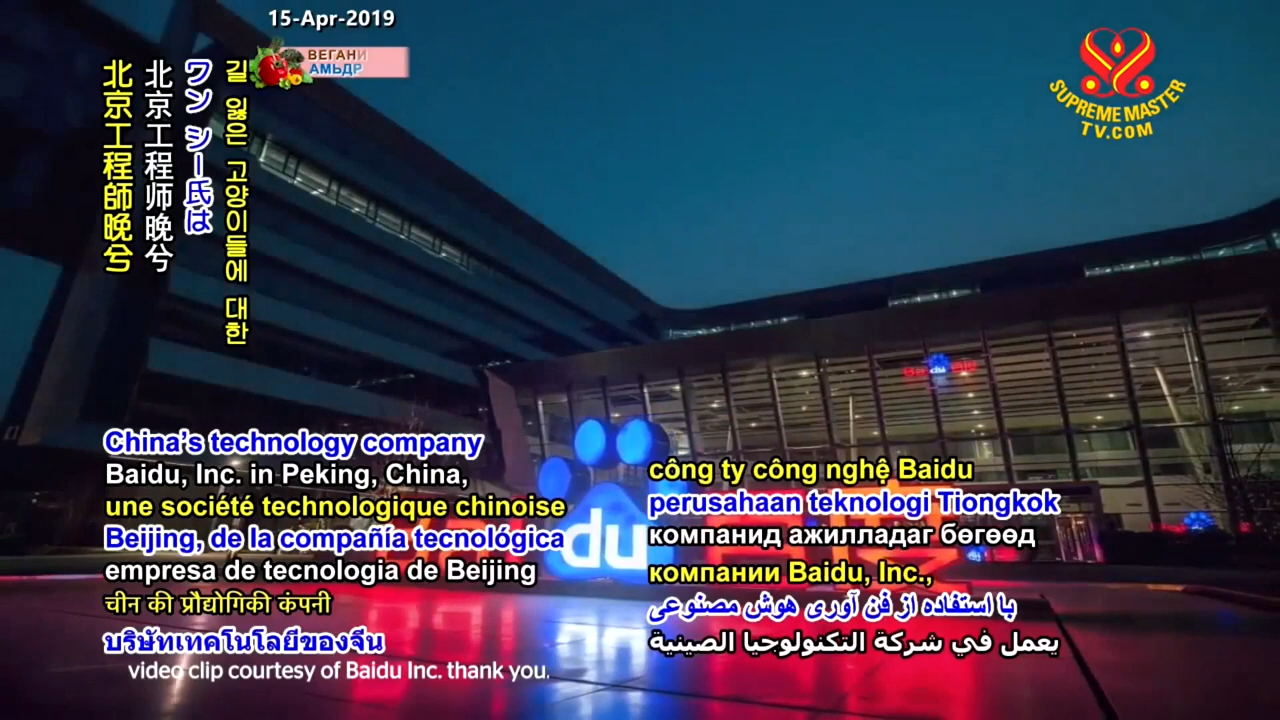 15-Apr-2019
ВЕГАНИ
АМЬДР
SUPREME MASTER
TV.COM
길 잃은 고양이들에 대한
ワン シー氏は
北京工程师晚兮
北京工程師晚兮
Baidu
China's technology company
Baidu, Inc. in Peking, China,
une société technologique chinoise
Beijing, de la compañía tecnológica
empresa de tecnologia de Beijing
चीन की प्रौद्योगिकी कंपनी
บริษัทเทคโนโลยีของจีน
du
công ty công nghệ Baidu
perusahaan teknologi Tiongkok
компанид ажилладаг бөгөөд
компании Baidu, Inc.,
با استفاده از فن آوری هوش مصنوعی
يعمل في شركة التكنولوجيا الصينية
video clip courtesy of Baidu Inc. thank you.